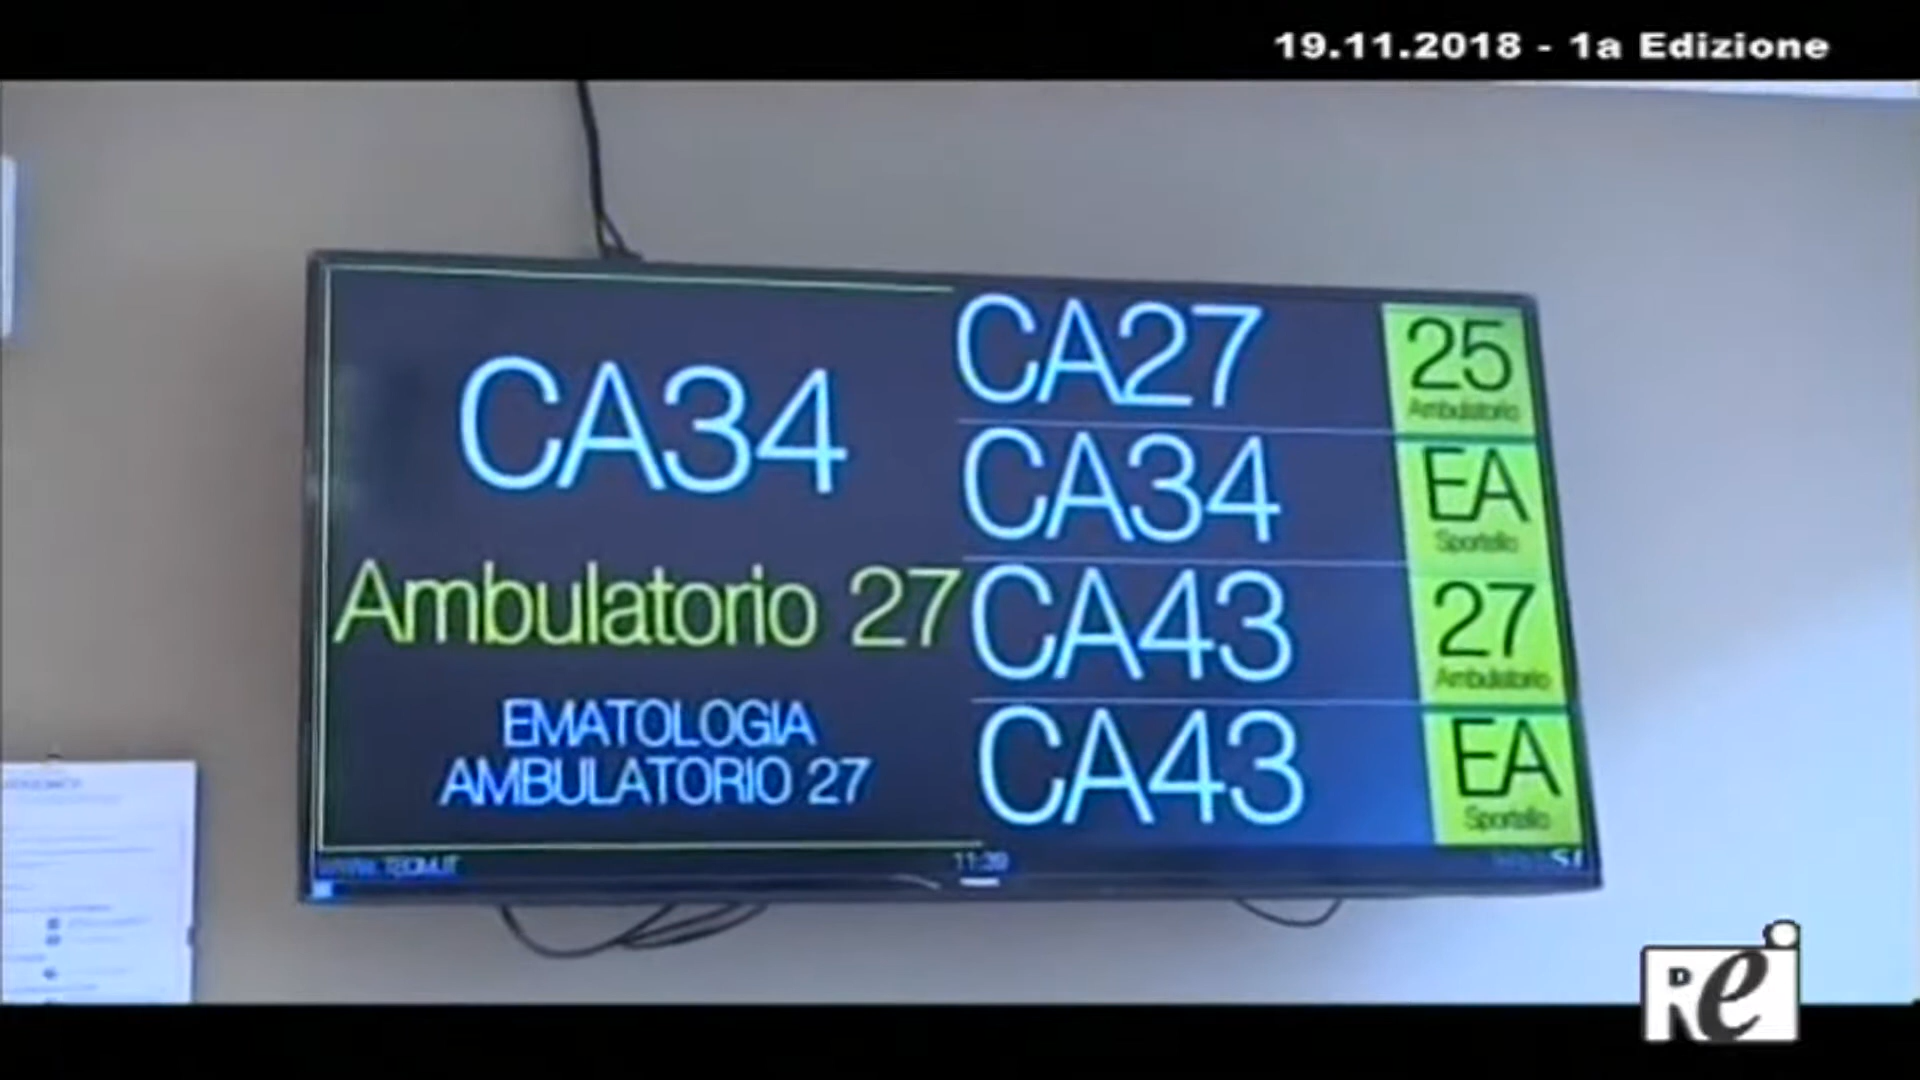 19.11.2018 - 1a Edizione
CA34
Ambulatorio 27
EMATOLOGIA
AMBULATORIO 27
CA27
25
Ambulatorio
CA34
EA
Sportello
CA43
27
Ambulatorio
CA43
EA
Sportello
11:39
Rei